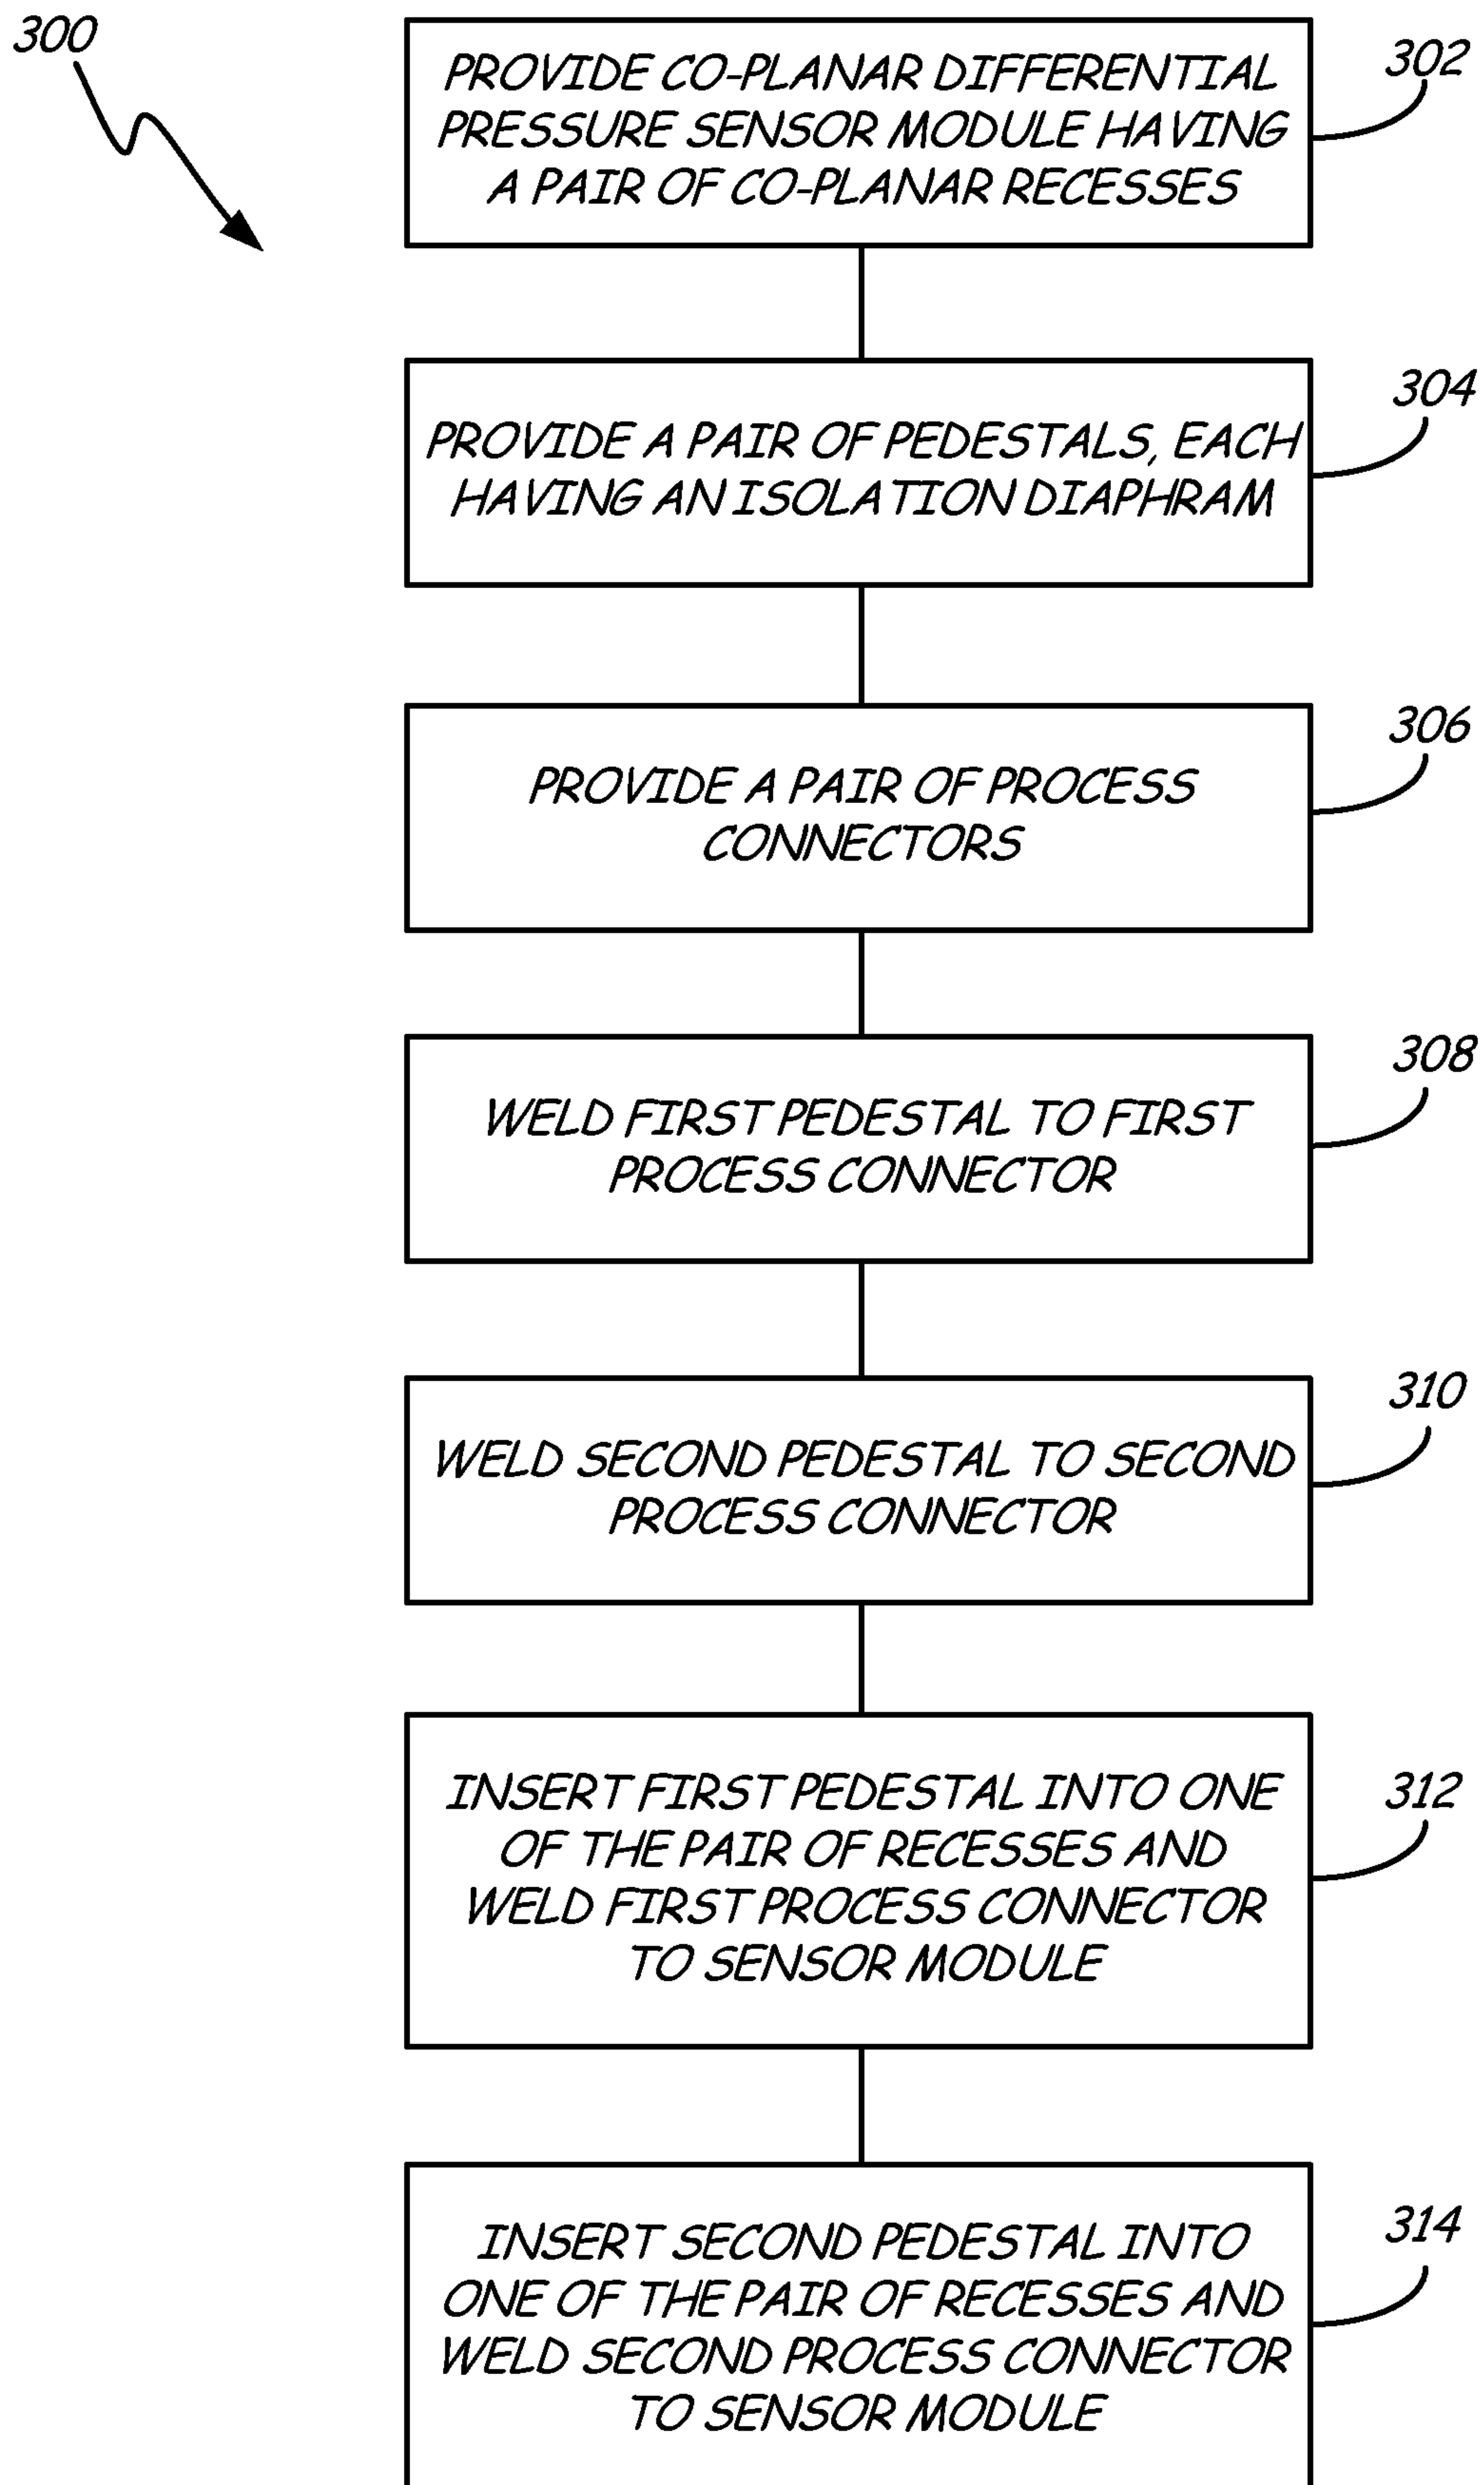 300
PROVIDE CO-PLANAR DIFFERENTIAL
PRESSURE SENSOR MODULE HAVING
A PAIR OF CO-PLANAR RECESSES
302
PROVIDE A PAIR OF PEDESTALS, EACH
HAVING AN ISOLATION DIAPHRAM
304
PROVIDE A PAIR OF PROCESS
CONNECTORS
306
WELD FIRST PEDESTAL TO FIRST
PROCESS CONNECTOR
308
WELD SECOND PEDESTAL TO SECOND
PROCESS CONNECTOR
310
INSERT FIRST PEDESTAL INTO ONE
OF THE PAIR OF RECESSES AND
WELD FIRST PROCESS CONNECTOR
TO SENSOR MODULE
312
INSERT SECOND PEDESTAL INTO
ONE OF THE PAIR OF RECESSES AND
WELD SECOND PROCESS CONNECTOR
TO SENSOR MODULE
314